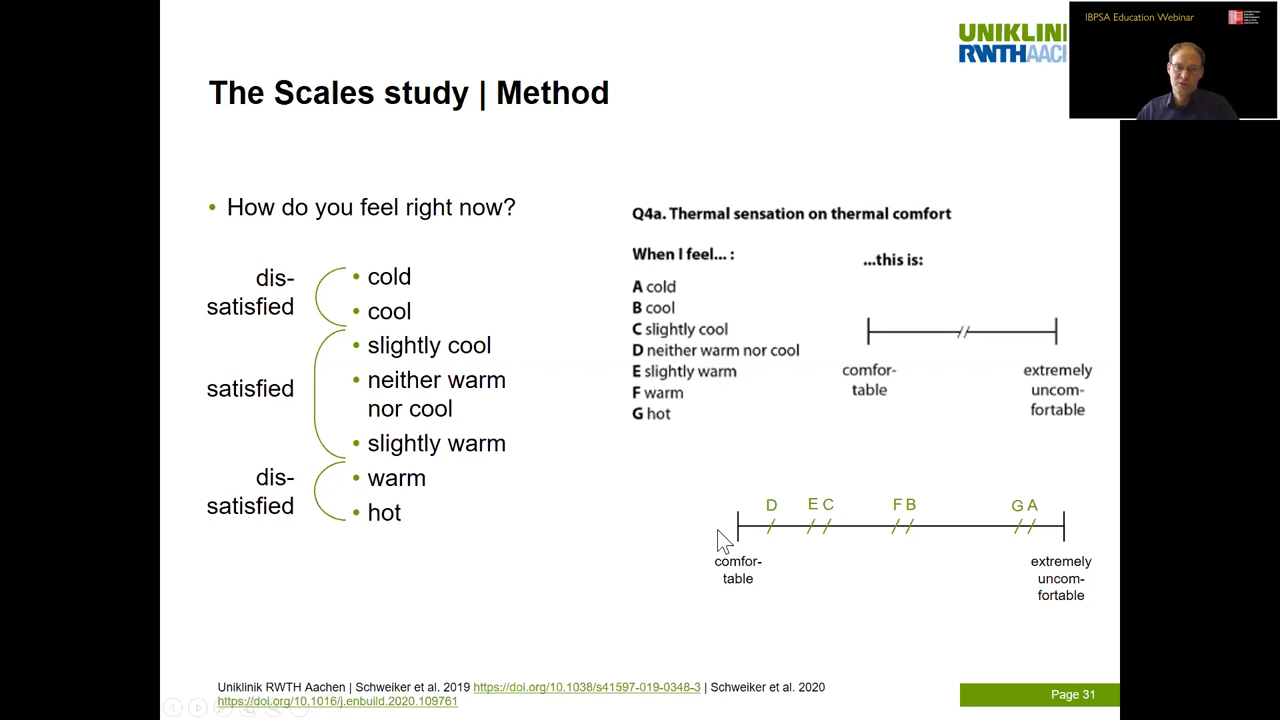 IBPSA Education Webinar
UNIKLINI
RWTHAACH
The Scales study | Method
• How do you feel right now?
dis-
satisfied
• cold
• cool
satisfied
• slightly cool
• neither warm
nor cool
• slightly warm
dis-
satisfied
• warm
• hot
Q4a. Thermal sensation on thermal comfort
When I feel... :
...this is:
A cold
B cool
C slightly cool
D neither warm nor cool
E slightly warm
F warm
G hot
comfor-
table
extremely
uncom-
fortable
D E C F B G A
comfor-
table
extremely
uncom-
fortable
Uniklinik RWTH Aachen | Schweiker et al. 2019 https://doi.org/10.1038/s41597-019-0348-3 | Schweiker et al. 2020
https://doi.org/10.1016/j.enbuild.2020.109761
Page 31